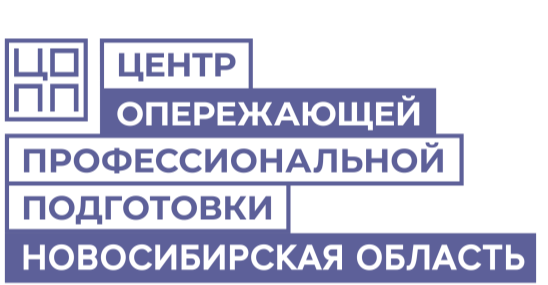 ЦО
ПП
ЦЕНТР
ОПЕРЕЖАЮЩЕЙ
ПРОФЕССИОНАЛЬНОЙ
ПОДГОТОВКИ
НОВОСИБИРСКАЯ ОБЛАСТЬ